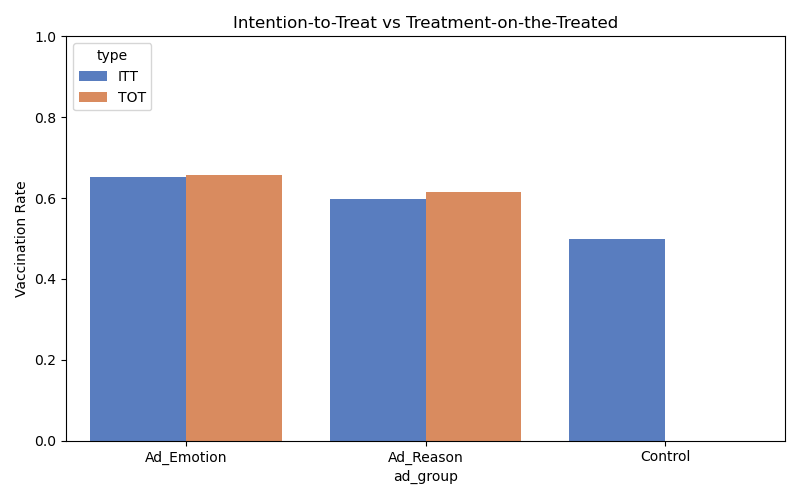 Intention-to-Treat vs Treatment-on-the-Treated
type
ITT
TOT
1.0
0.8
0.6
0.4
0.2
0.0
Vaccination Rate
Ad_Emotion
Ad_Reason
Control
ad_group